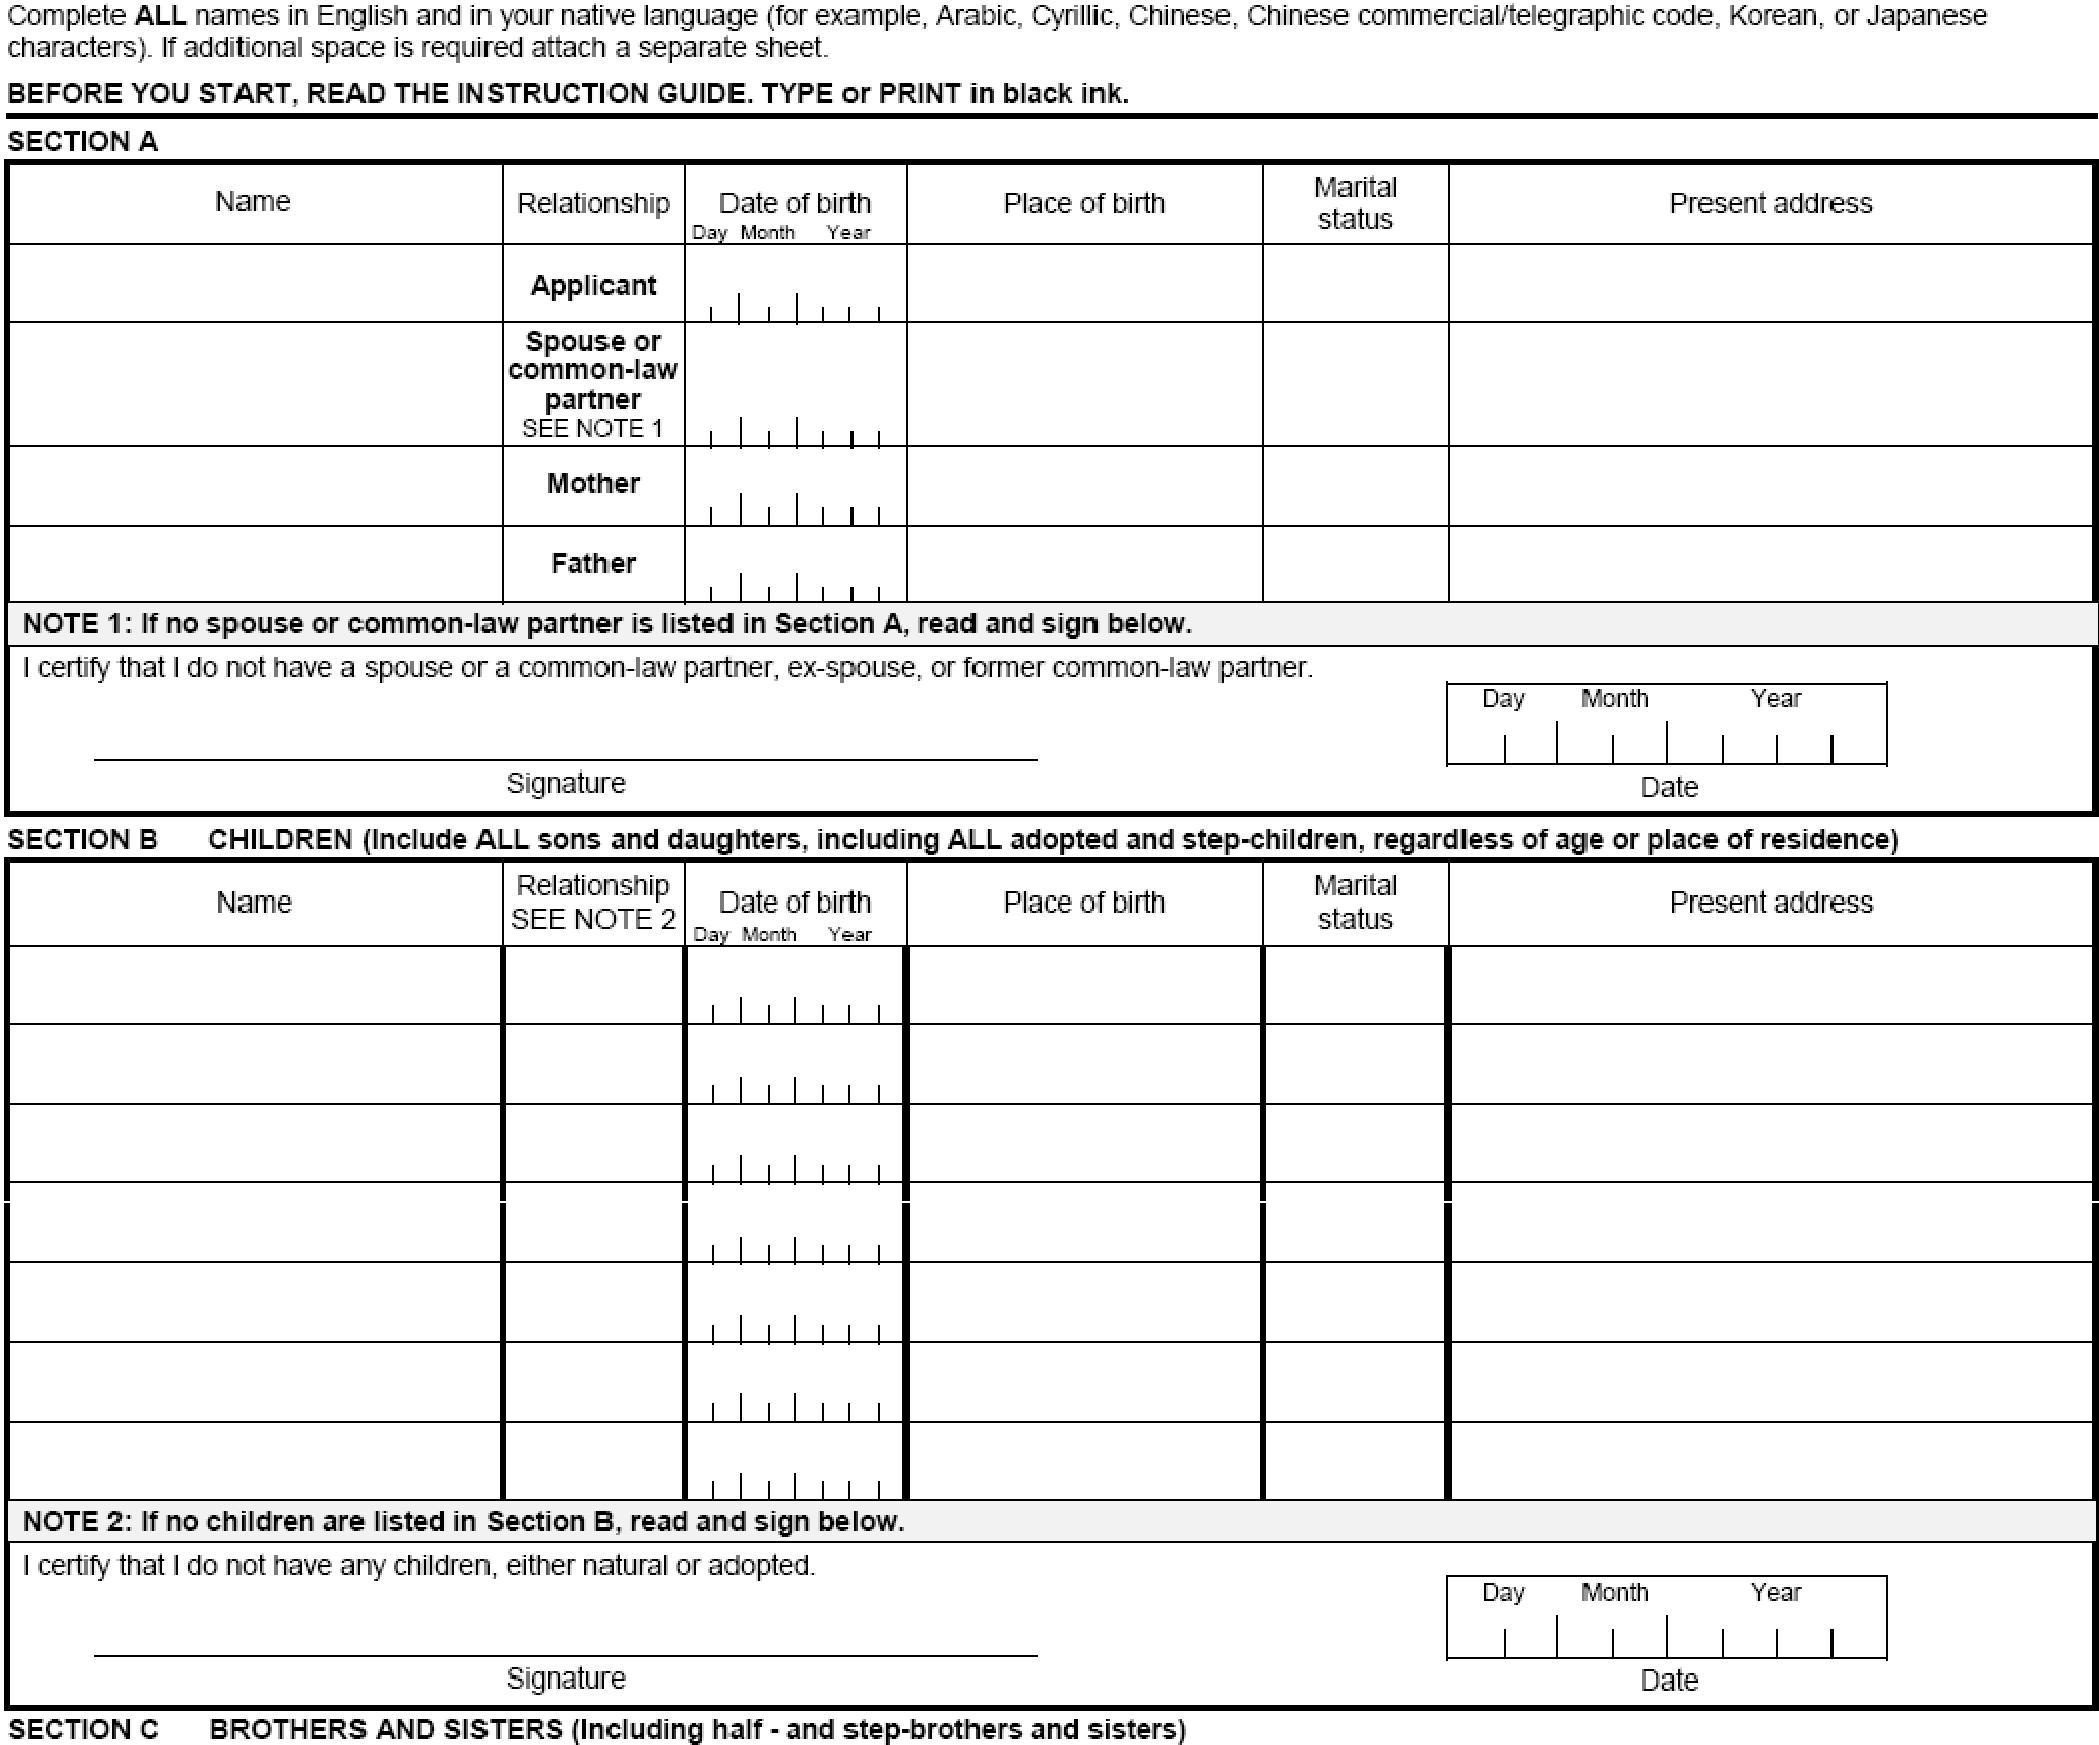 Complete ALL names in English and in your native language (for example, Arabic, Cyrillic, Chinese, Chinese commercial/telegraphic code, Korean, or Japanese
characters). If additional space is required attach a separate sheet.
BEFORE YOU START, READ THE INSTRUCTION GUIDE. TYPE or PRINT in black ink.
SECTION A
Name Relationship Date of birth Place of birth Marital status Present address
Day Month Year
Applicant
Spouse or
common-law
partner
SEE NOTE 1
Mother
Father
NOTE 1: If no spouse or common-law partner is listed in Section A, read and sign below.
I certify that I do not have a spouse or a common-law partner, ex-spouse, or former common-law partner.
Day Month Year
Signature
Date
SECTION B CHILDREN (Include ALL sons and daughters, including ALL adopted and step-children, regardless of age or place of residence)
Name Relationship SEE NOTE 2 Date of birth Place of birth Marital status Present address
Day Month Year
NOTE 2: If no children are listed in Section B, read and sign below.
I certify that I do not have any children, either natural or adopted.
Day Month Year
Signature
Date
SECTION C BROTHERS AND SISTERS (Including half - and step-brothers and sisters)